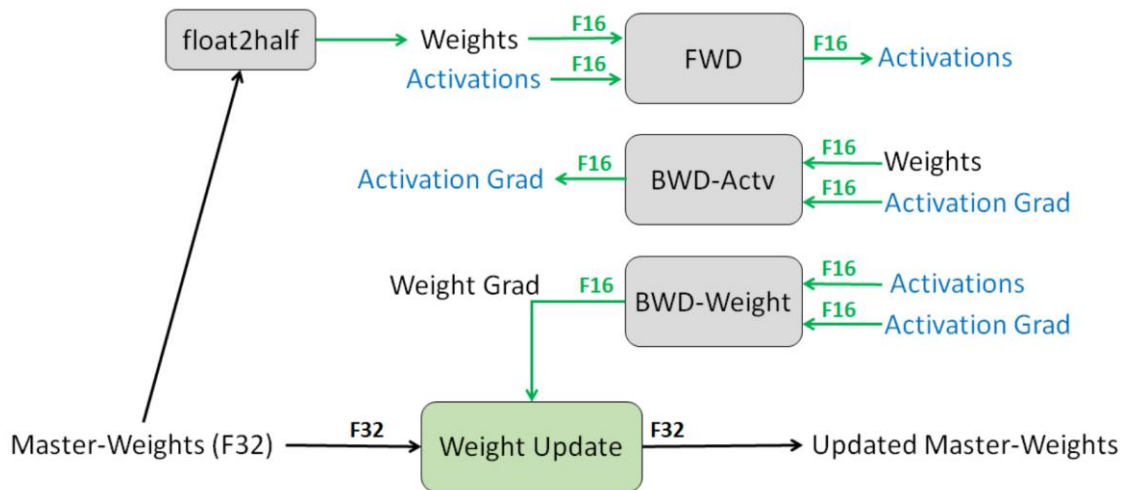 float2half
Weights
F16
Activations
F16
FWD
F16
Activations
Activation Grad
F16
BWD-Actv
F16
Weights
F16
Activation Grad
Weight Grad
F16
BWD-Weight
F16
Activations
F16
Activation Grad
Master-Weights (F32)
F32
Weight Update
F32
Updated Master-Weights